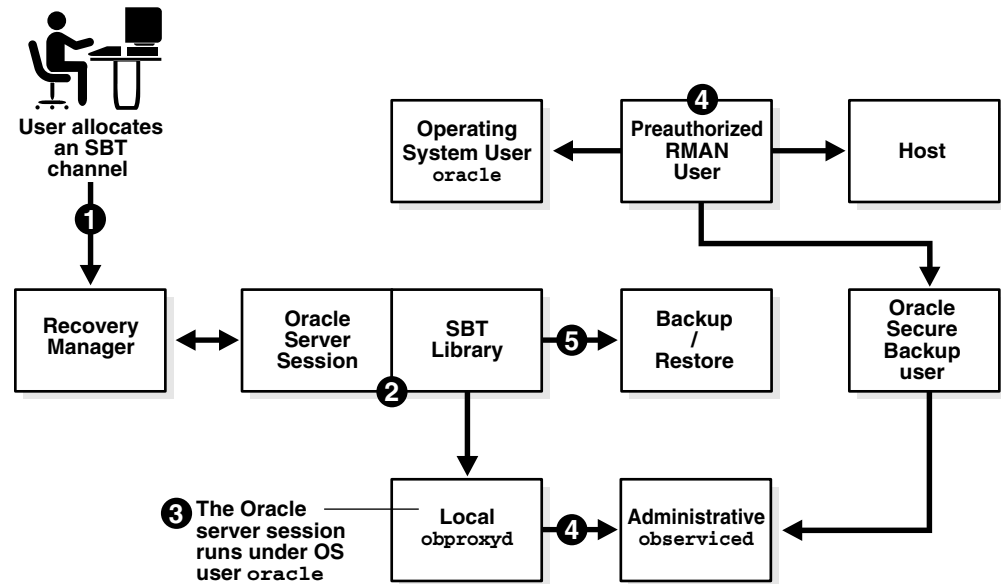 User allocates
an SBT
channel
1
4
Operating
System User
oracle
Preauthorized
RMAN
User
Host
Recovery
Manager
Oracle
Server
Session
SBT
Library
2
5
Backup
/
Restore
Oracle
Secure
Backup
user
3 The Oracle
server session
runs under OS
user oracle
Local
obproxyd
4
Administrative
observiced